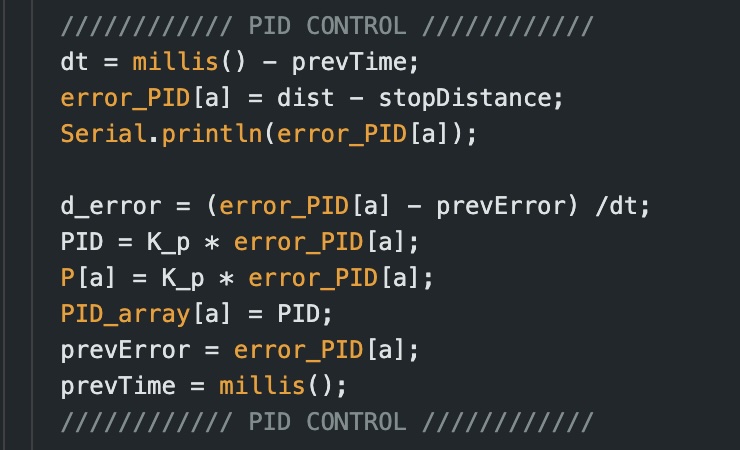 //////////// PID CONTROL ////////////
dt = millis() - prevTime;
error_PID[a] = dist - stopDistance;
Serial.println(error_PID[a]);
d_error = (error_PID[a] - prevError) /dt;
PID = K_p * error_PID[a];
P[a] = K_p * error_PID[a];
PID_array[a] = PID;
prevError = error_PID[a];
prevTime = millis();
//////////// PID CONTROL ////////////